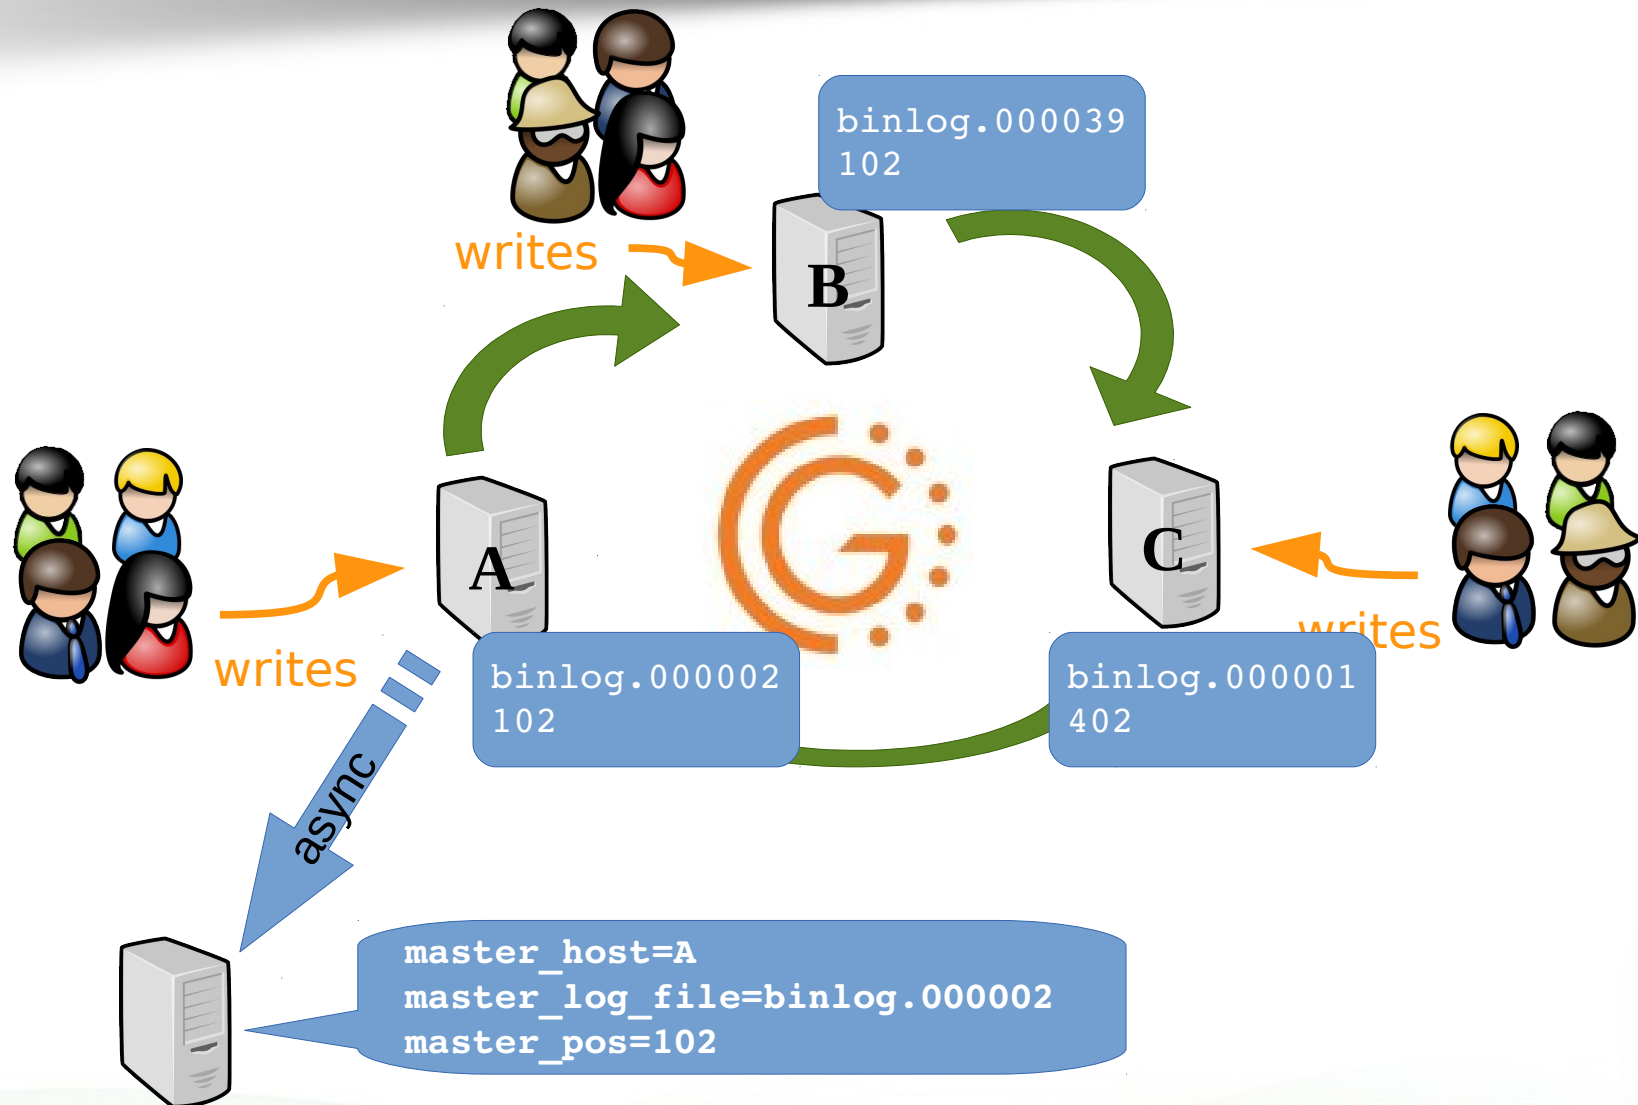 binlog.000039
102
writes
B
A
C
writes
writes
binlog.000002
102
binlog.000001
402
async
master_host=A
master_log_file=binlog.000002
master_pos=102